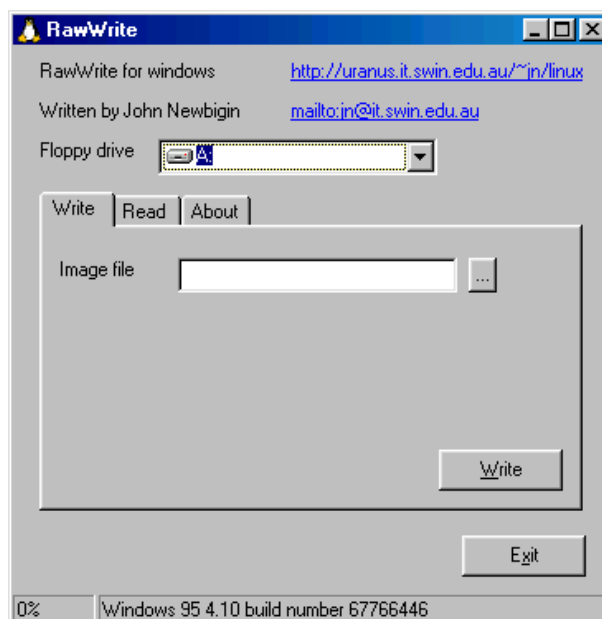 RawWrite
RawWrite for windows http://uranus.it.swin.edu.au/~jn/linux
Written by John Newbigin mailto:jn@it.swin.edu.au
Floppy drive A:
Write Read About
Image file ...
Write
Exit
0% Windows 95 4.10 build number 67766446